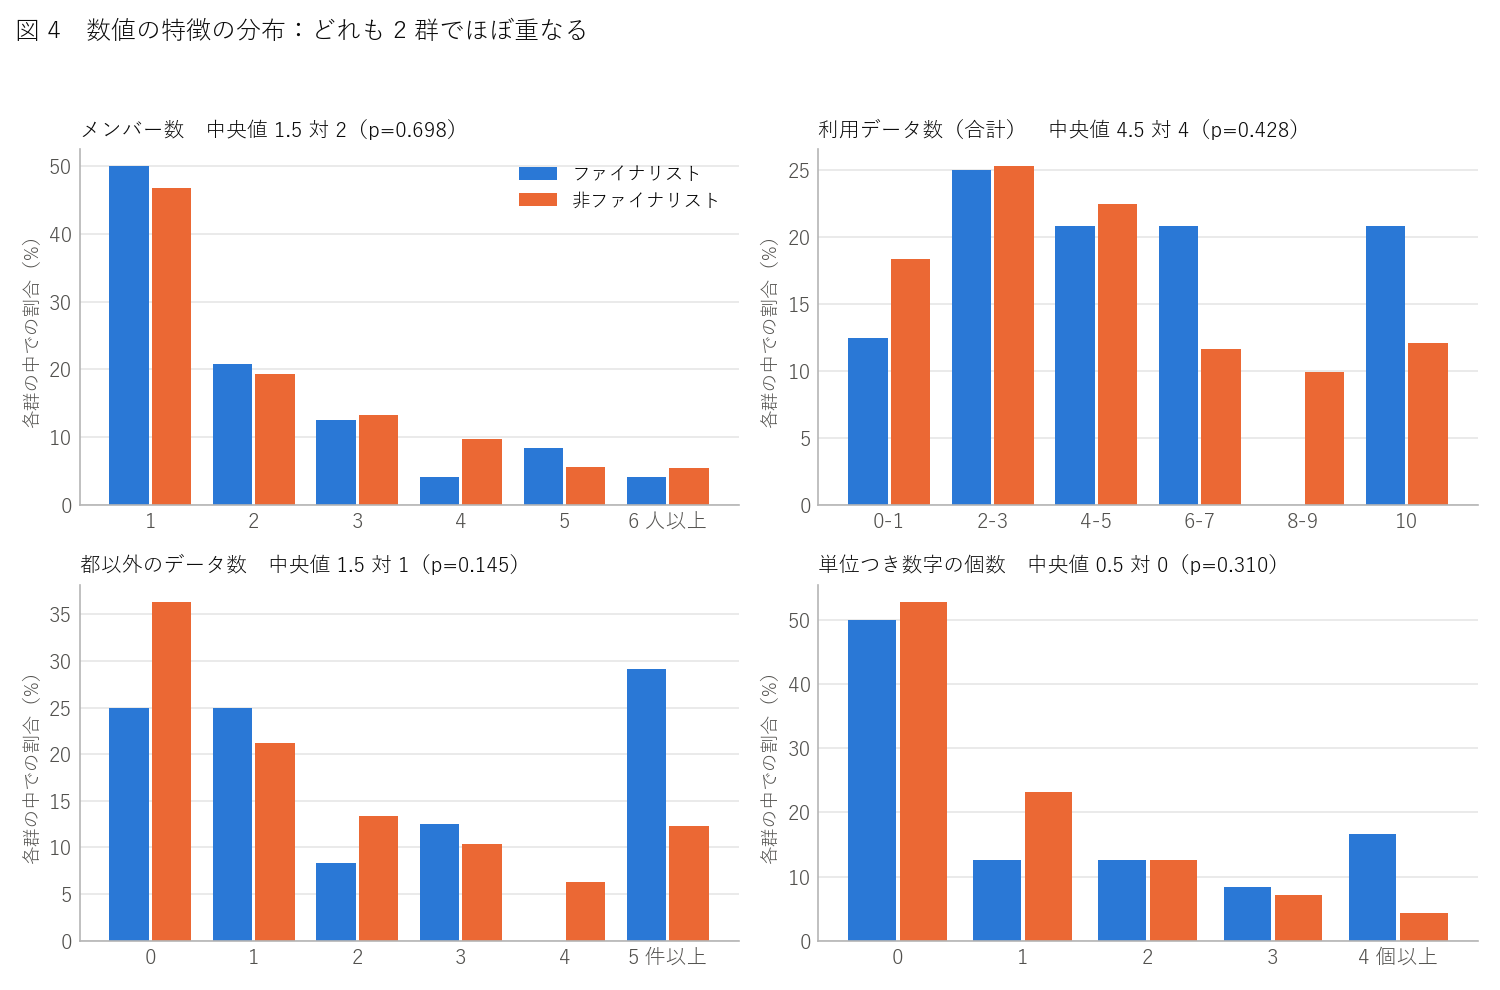 図 4　数値の特徴の分布：どれも 2 群でほぼ重なる
メンバー数　中央値 1.5 対 2（p=0.698）
各群の中での割合（%）
50
40
30
20
10
0
ファイナリスト
非ファイナリスト
1 2 3 4 5 6 人以上
利用データ数（合計）　中央値 4.5 対 4（p=0.428）
各群の中での割合（%）
25
20
15
10
5
0
0-1 2-3 4-5 6-7 8-9 10
都以外のデータ数　中央値 1.5 対 1（p=0.145）
各群の中での割合（%）
35
30
25
20
15
10
5
0
0 1 2 3 4 5 件以上
単位つき数字の個数　中央値 0.5 対 0（p=0.310）
各群の中での割合（%）
50
40
30
20
10
0
0 1 2 3 4 個以上